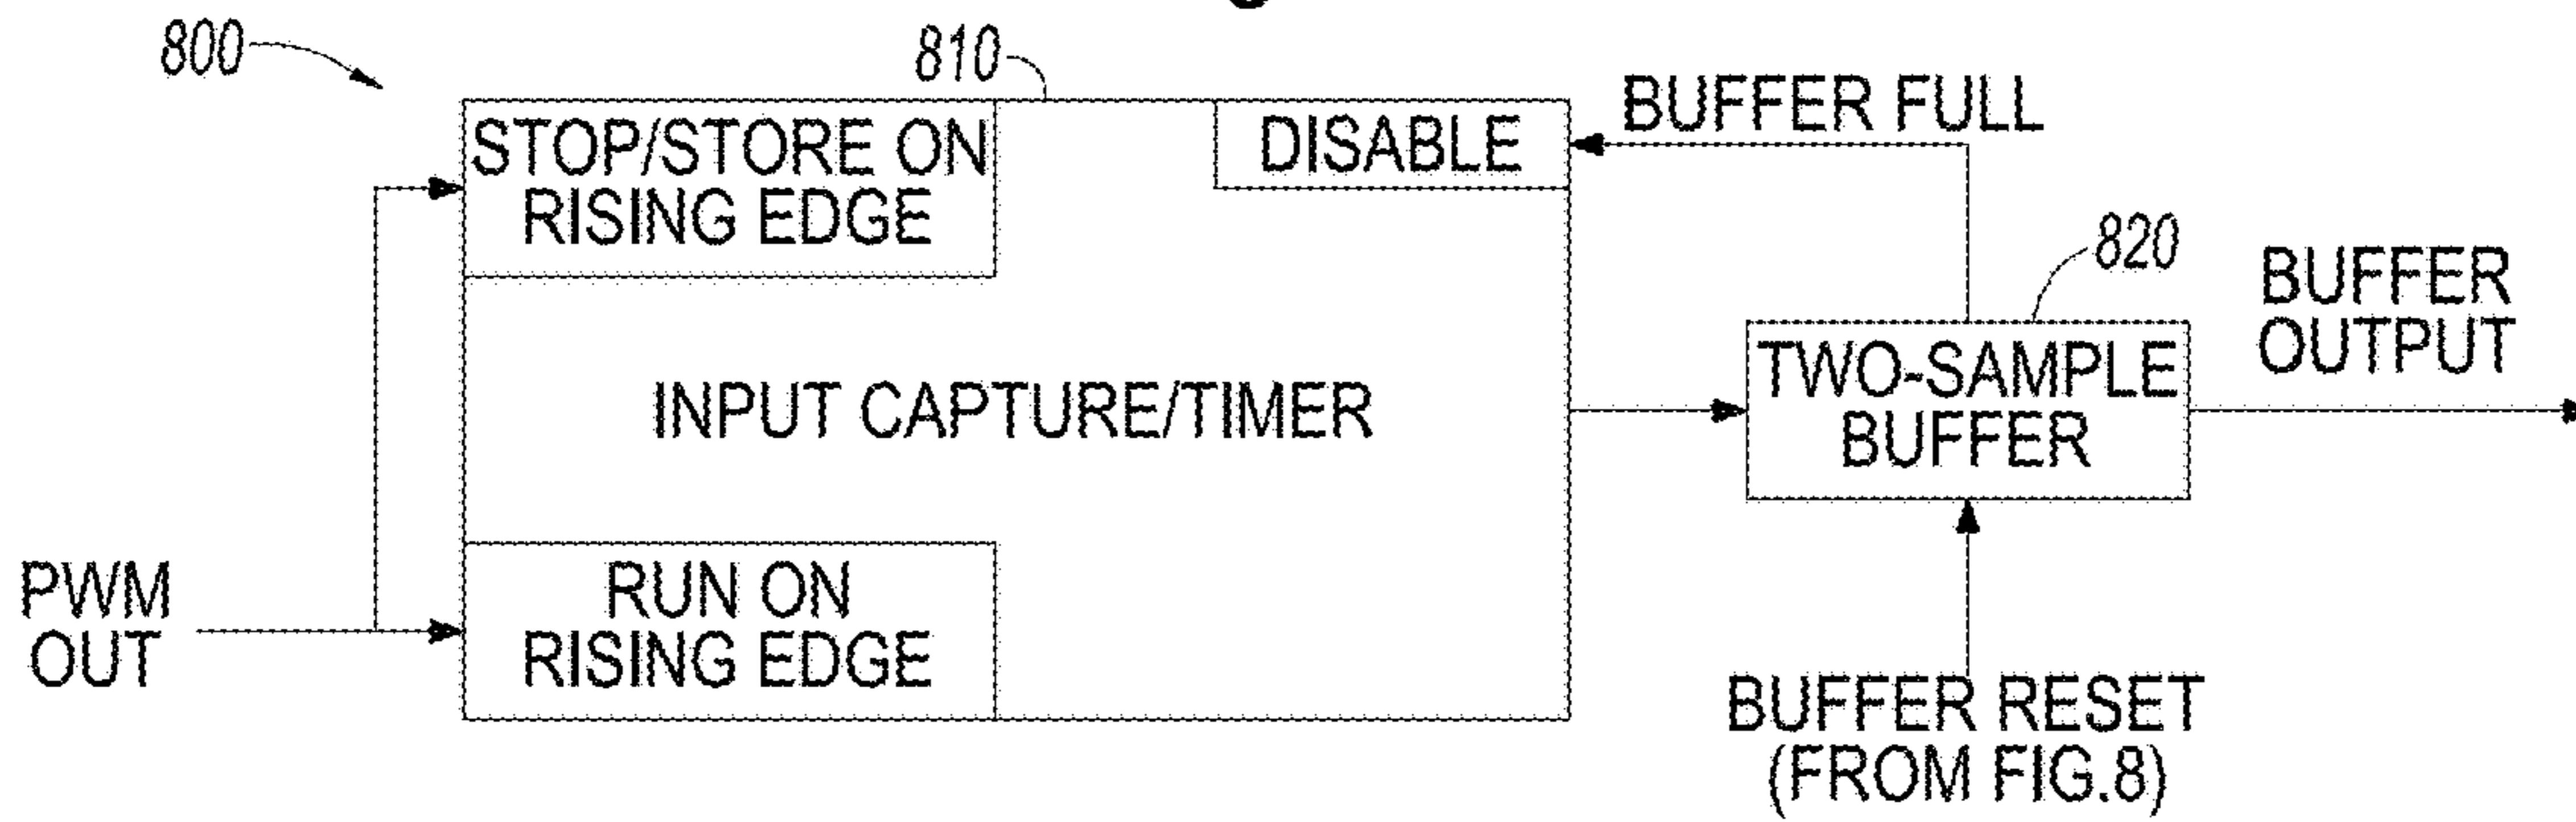 800
810
STOP/STORE ON
RISING EDGE
DISABLE
BUFFER FULL
INPUT CAPTURE/TIMER
820
TWO-SAMPLE
BUFFER
BUFFER
OUTPUT
PWM
OUT
RUN ON
RISING EDGE
BUFFER RESET
(FROM FIG.8)